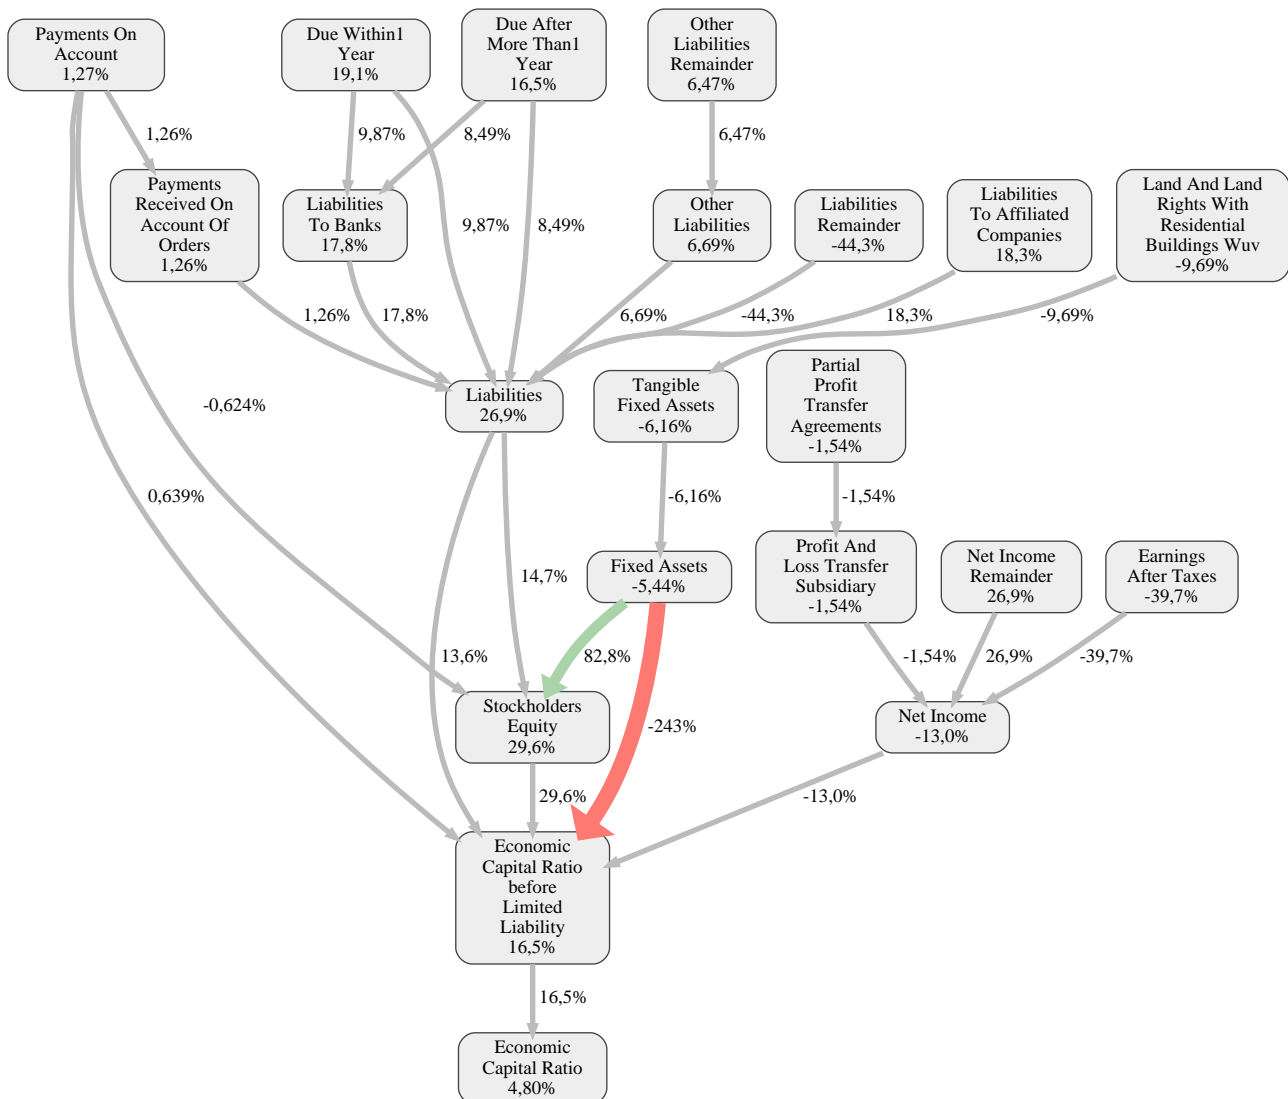 Payments On
Account
1,27%
Due Within1
Year
19,1%
Due After
More Than1
Year
16,5%
Other
Liabilities
Remainder
6,47%
1,26%
9,87%
8,49%
6,47%
Payments
Received On
Account Of
Orders
1,26%
Liabilities
To Banks
17,8%
9,87%
8,49%
Other
Liabilities
6,69%
Liabilities
Remainder
-44,3%
Liabilities
To Affiliated
Companies
18,3%
Land And Land
Rights With
Residential
Buildings Wuv
-9,69%
1,26%
17,8%
6,69%
-44,3%
18,3%
-9,69%
Liabilities
26,9%
Tangible
Fixed Assets
-6,16%
Partial
Profit
Transfer
Agreements
-1,54%
-0,624%
0,639%
-6,16%
-1,54%
14,7%
Fixed Assets
-5,44%
Profit And
Loss Transfer
Subsidiary
-1,54%
Net Income
Remainder
26,9%
Earnings
After Taxes
-39,7%
13,6%
82,8%
-1,54%
26,9%
-39,7%
Stockholders
Equity
29,6%
-243%
Net Income
-13,0%
29,6%
-13,0%
Economic
Capital Ratio
before
Limited
Liability
16,5%
16,5%
Economic
Capital Ratio
4,80%